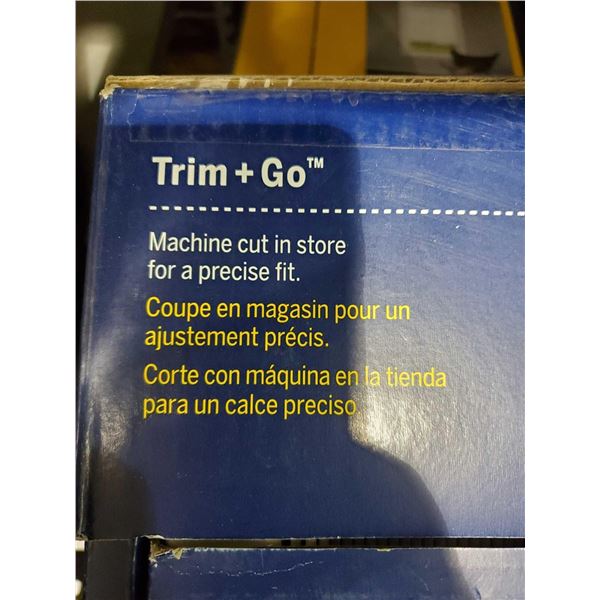 Trim + Go™
Machine cut in store
for a precise fit.
Coupe en magasin pour un
ajustement précis.
Corte con máquina en la tienda
para un calce preciso.